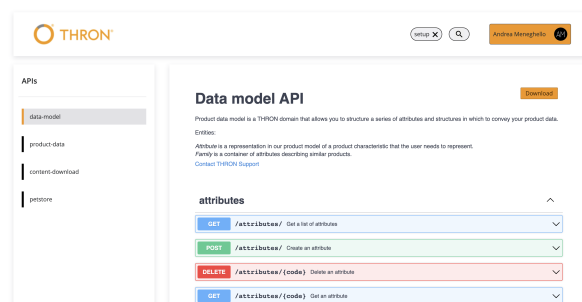 THRON
setup
Andrea Meneghello AM
APIs
data-model
product-data
content-download
petstore
Data model API
Download
Product data model is a THRON domain that allows you to structure a series of attributes and structures in which to convey your product data.
Entities:
Attribute is a representation in our product model of a product characteristic that the user needs to represent.
Family is a container of attributes describing similar products.
Contact THRON Support
attributes
GET /attributes/ Get a list of attributes
POST /attributes/ Create an attribute
DELETE /attributes/{code} Delete an attribute
GET /attributes/{code} Get an attribute